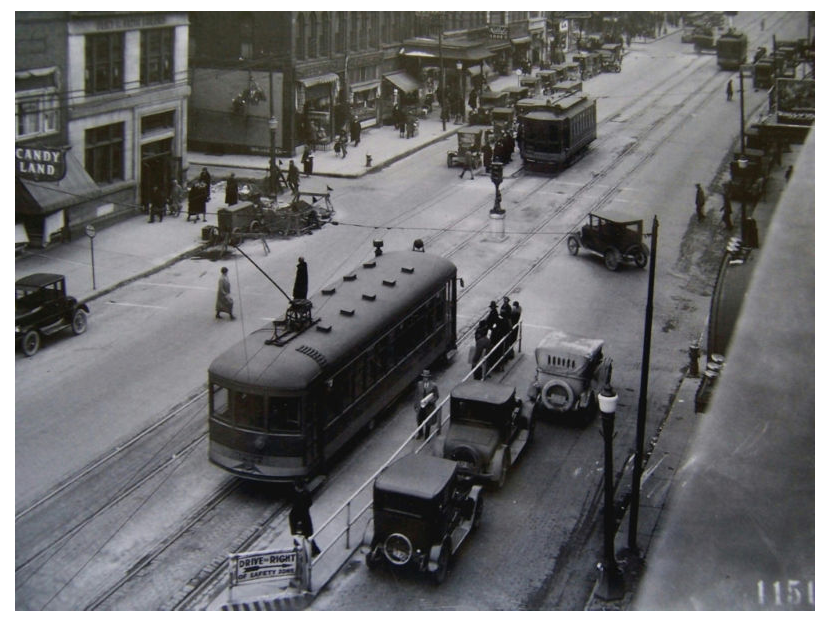 CANDY
LAND
DRIVE TO RIGHT
OF SAFETY ZONE
1151